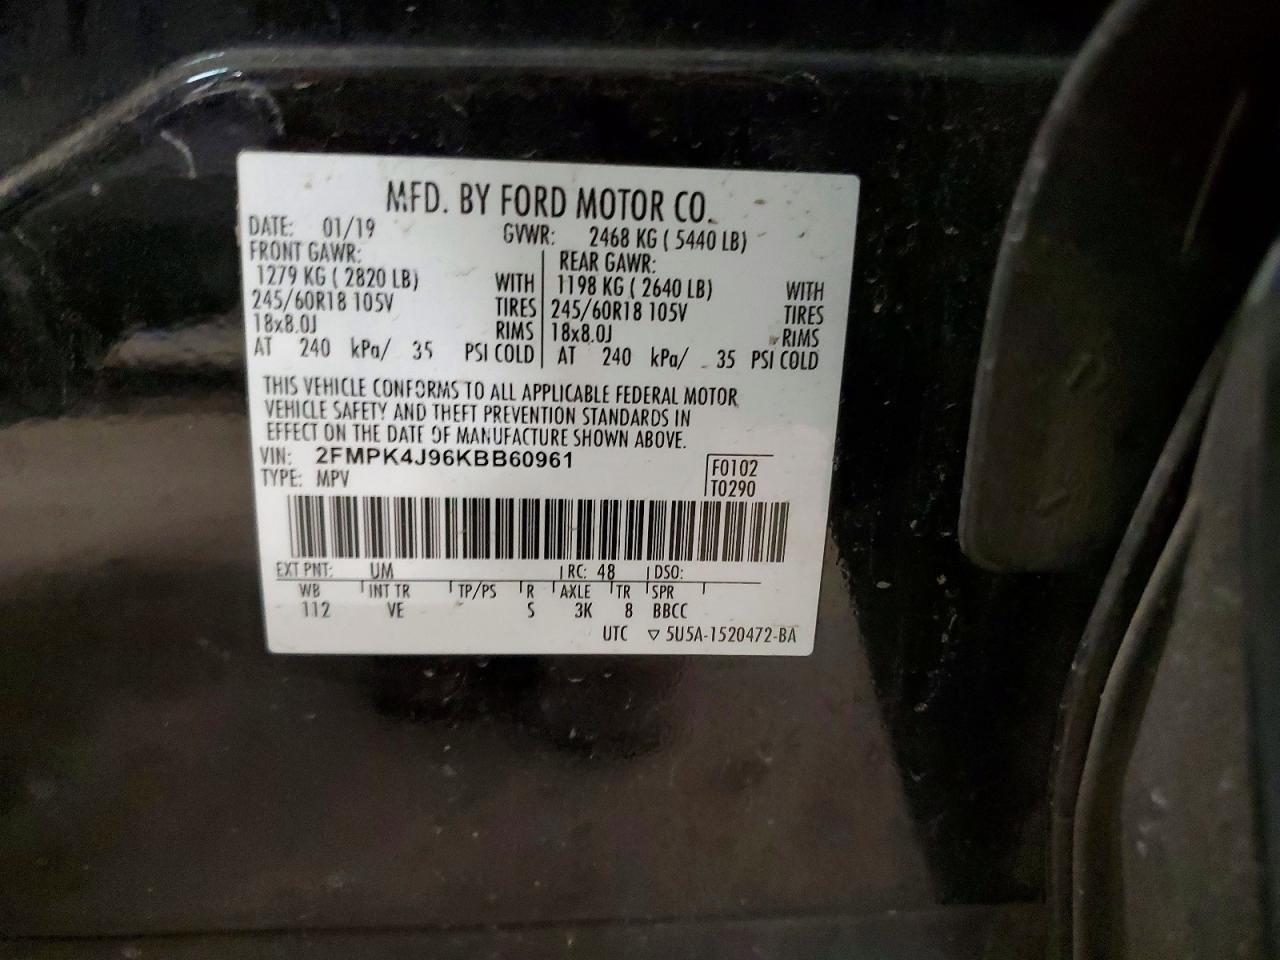 MFD. BY FORD MOTOR CO.
DATE: 01/19 GVWR: 2468 KG ( 5440 LB)
FRONT GAWR: REAR GAWR:
1279 KG ( 2820 LB) WITH 1198 KG ( 2640 LB) WITH
245/60R18 105V TIRES 245/60R18 105V TIRES
18x8.0J RIMS 18x8.0J RIMS
AT 240 kPa/ 35 PSI COLD AT 240 kPa/ 35 PSI COLD
THIS VEHICLE CONFORMS TO ALL APPLICABLE FEDERAL MOTOR
VEHICLE SAFETY AND THEFT PREVENTION STANDARDS IN
EFFECT ON THE DATE OF MANUFACTURE SHOWN ABOVE.
VIN: 2FMPK4J96KBB60961 F0102
TYPE: MPV T0290
EXT PNT: UM RC: 48 DSO:
WB INT TR TP/PS R AXLE TR SPR
112 VE S 3K 8 BBCC
UTC ▽ 5U5A-1520472-BA